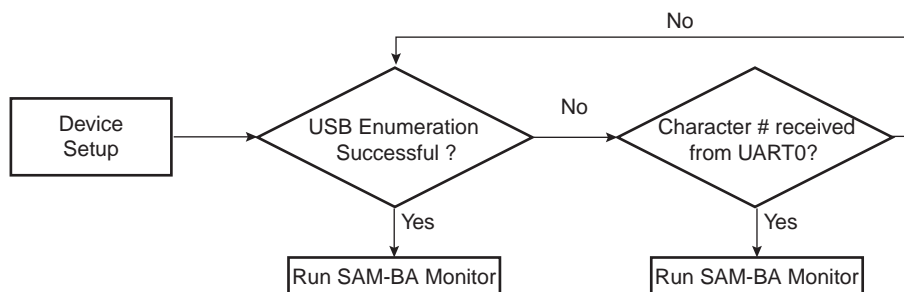 No
Device
Setup
USB Enumeration
Successful ?
No
Character # received
from UART0?
Yes
Yes
Run SAM-BA Monitor
Run SAM-BA Monitor